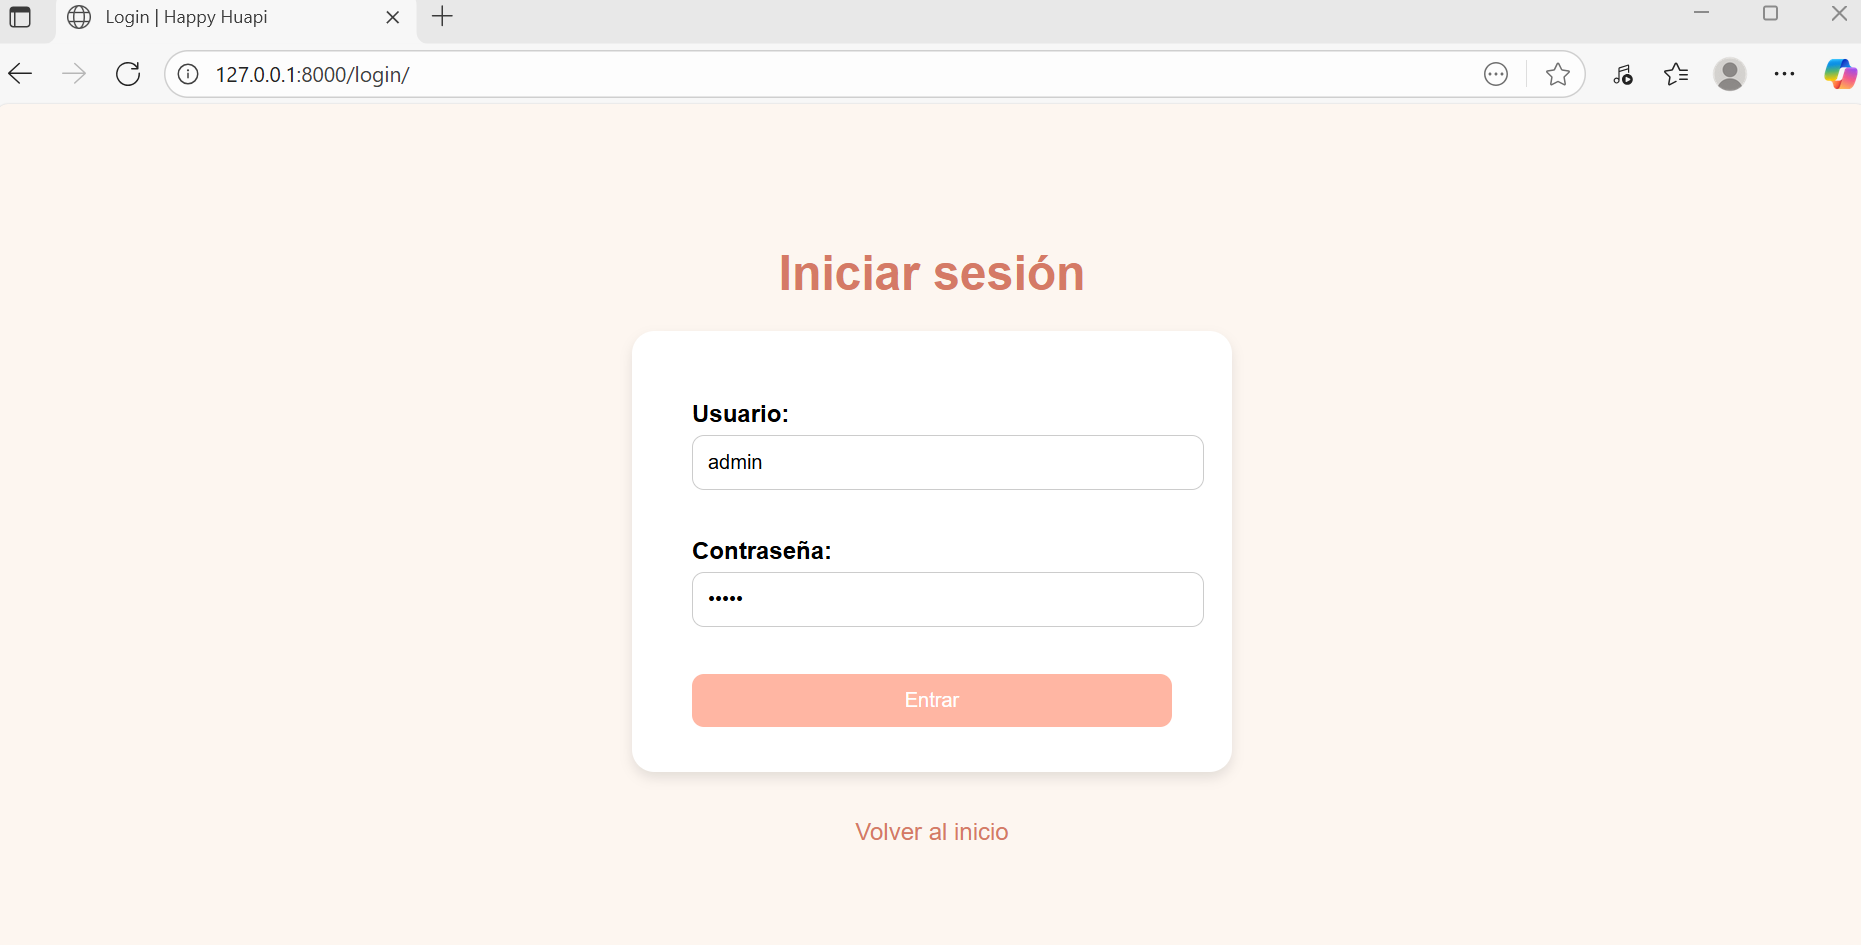 Login | Happy Huapi
127.0.0.1:8000/login/
Iniciar sesión
Usuario:
admin
Contraseña:
•••••
Entrar
Volver al inicio